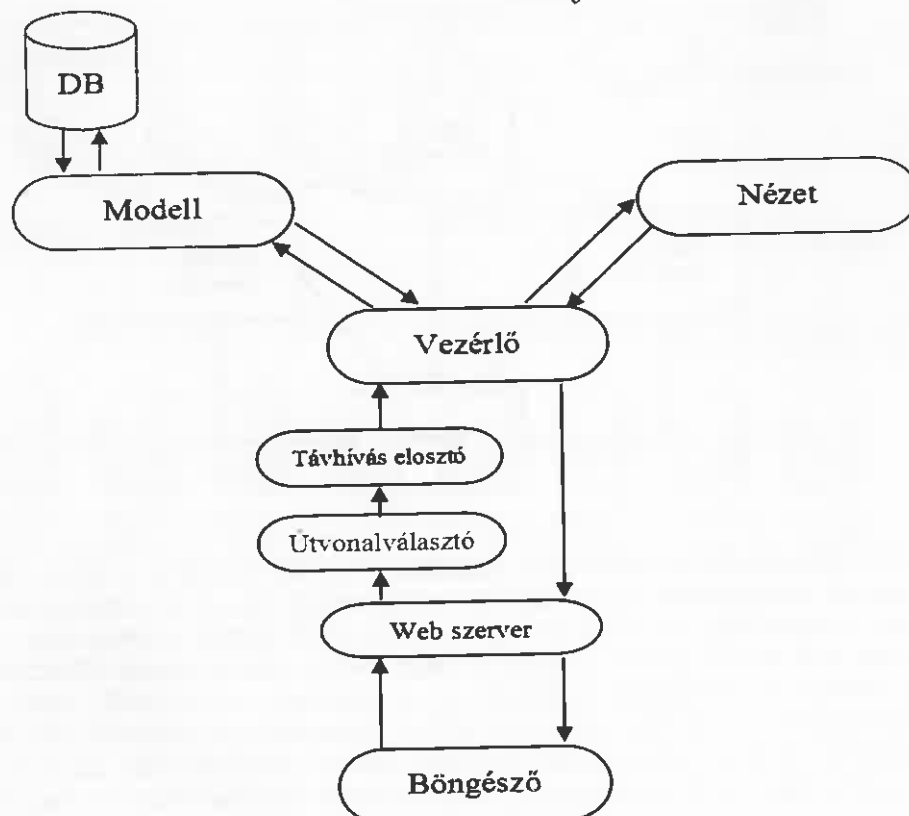 DB
Modell
Nézet
Vezérlő
Távhívás elosztó
Útvonalválasztó
Web szerver
Böngésző